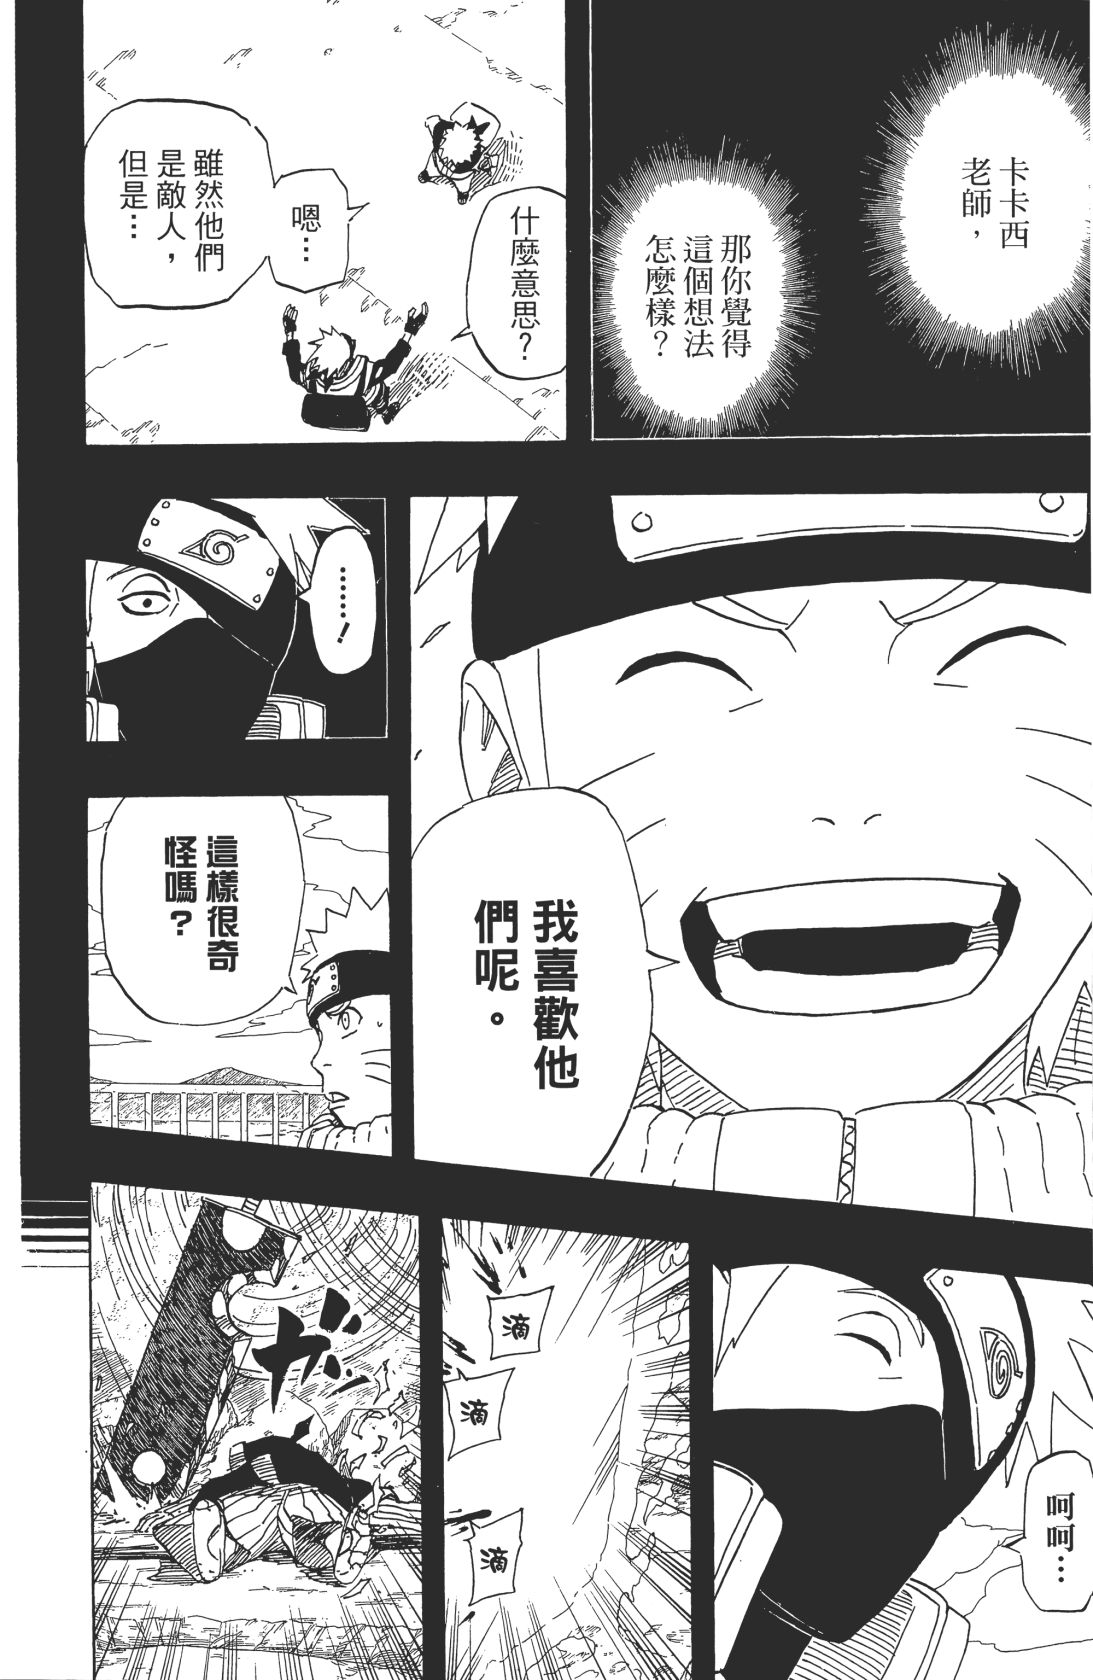 卡卡西
老師，
那你覺得
這個想法
怎麼樣？
什麼意思？
嗯…
雖然他們
是敵人，
但是…
我喜歡他
們呢。
………！
這樣很奇
怪嗎？
呵呵…
滴
滴
滴
ガッ